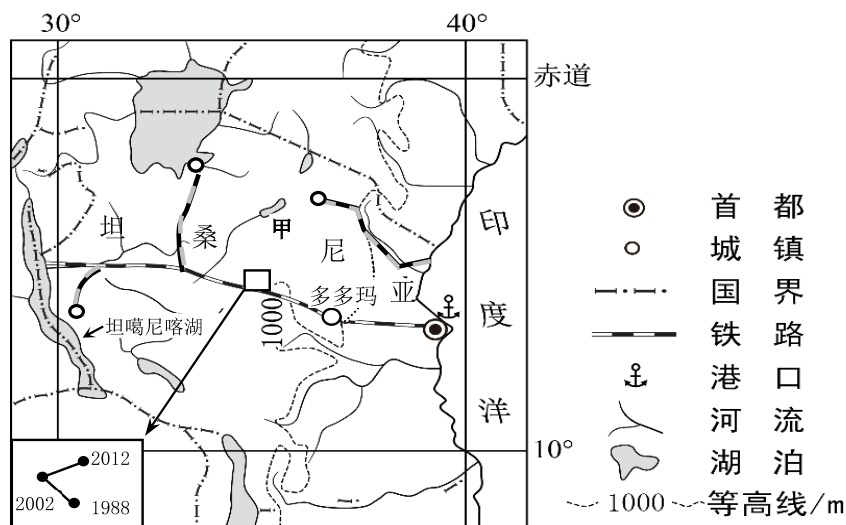 30°
40°
赤道
坦
桑
甲
尼
亚
印
度
洋
多多玛
1000
坦噶尼喀湖
10°
2012
2002
1988
首都
城镇
国界
铁路
港口
河流
湖泊
1000 等高线/m